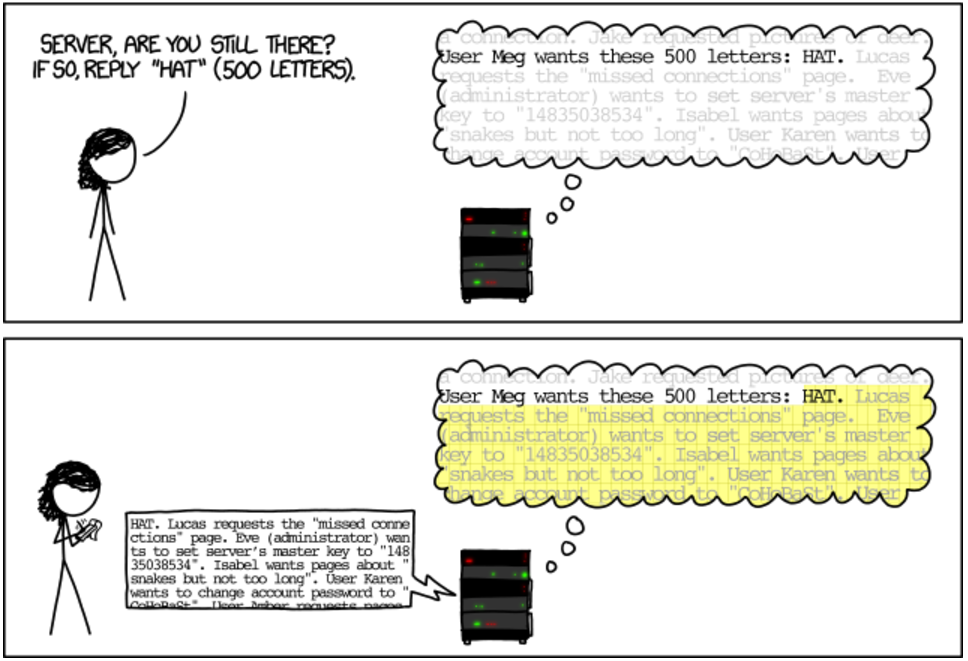 SERVER, ARE YOU STILL THERE?
IF SO, REPLY "HAT" (500 LETTERS).
a connection. Jake requested pictures of deer.
User Meg wants these 500 letters: HAT. Lucas
requests the "missed connections" page. Eve
(administrator) wants to set server's master
key to "14835038534". Isabel wants pages about
"snakes but not too long". User Karen wants to
change account password to "CoHoBaSt". User
a connection. Jake requested pictures of deer.
User Meg wants these 500 letters: HAT. Lucas
requests the "missed connections" page. Eve
(administrator) wants to set server's master
key to "14835038534". Isabel wants pages about
"snakes but not too long". User Karen wants to
change account password to "CoHoBaSt". User
HAT. Lucas requests the "missed conne
ctions" page. Eve (administrator) wan
ts to set server's master key to "148
35038534". Isabel wants pages about "
snakes but not too long". User Karen
wants to change account password to "
CoHoBaSt". User Amber requests pages